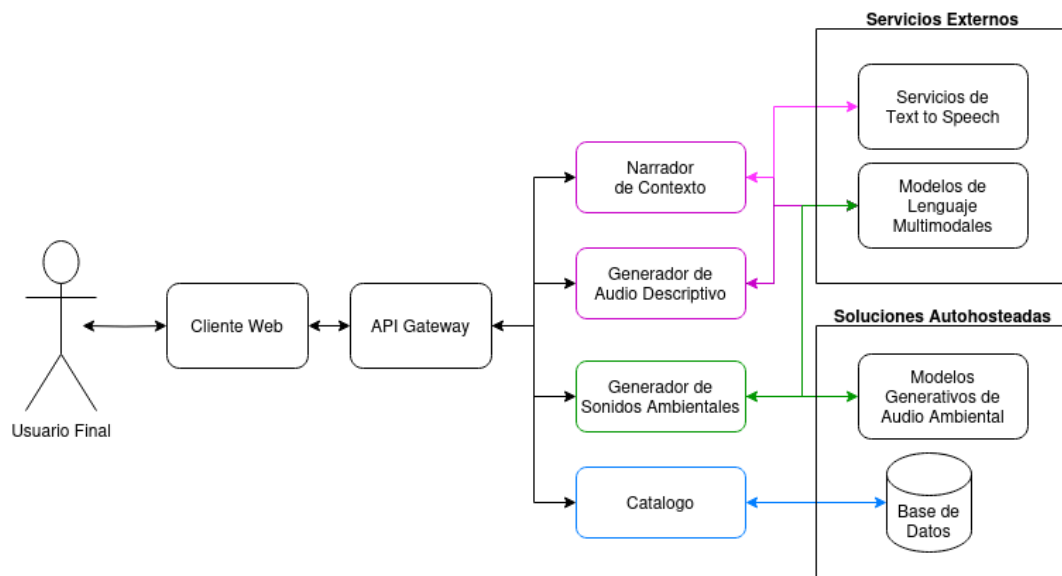 Servicios Externos
Servicios de
Text to Speech
Narrador
de Contexto
Modelos de
Lenguaje
Multimodales
Generador de
Audio Descriptivo
Cliente Web
API Gateway
Soluciones Autohosteadas
Generador de
Sonidos Ambientales
Modelos
Generativos de
Audio Ambiental
Usuario Final
Catalogo
Base de
Datos